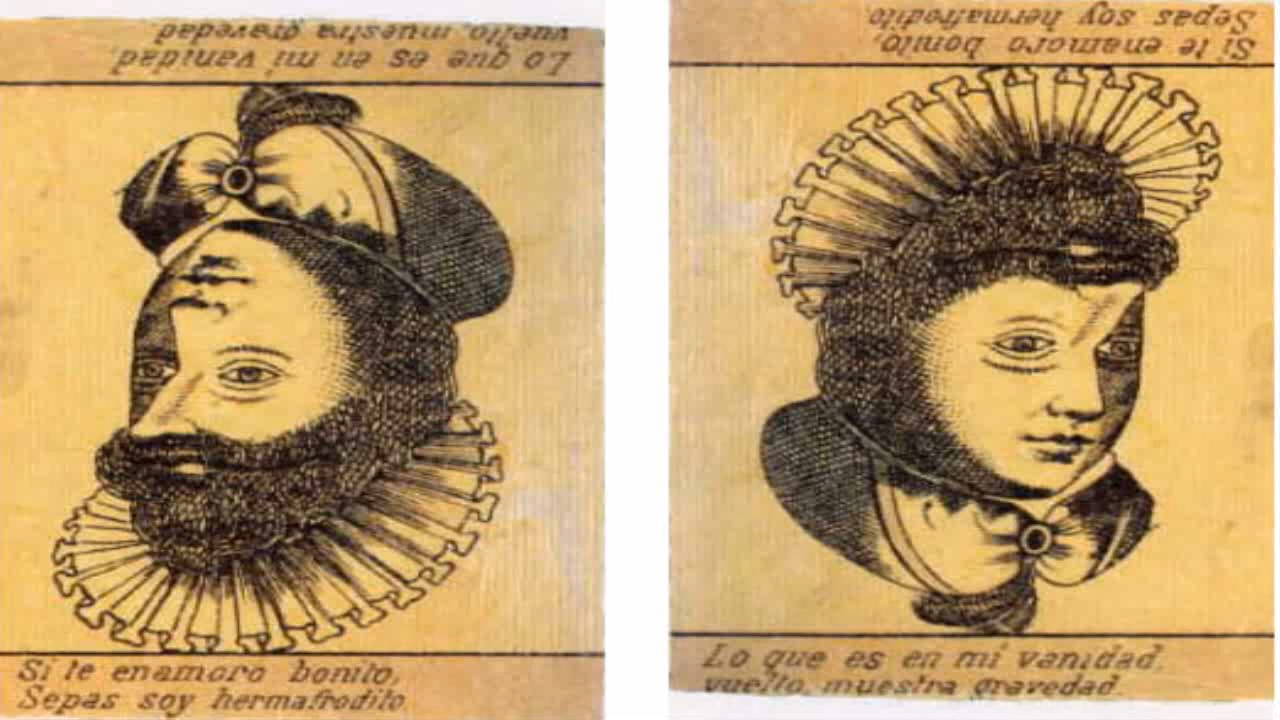 Lo que es en mi vanidad,
vuelto, muestra gravedad
Si te enamoro bonito,
Sepas soy hermafrodito
Si te enamoro bonito,
Sepas soy hermafrodito
Lo que es en mi vanidad,
vuelto, muestra gravedad